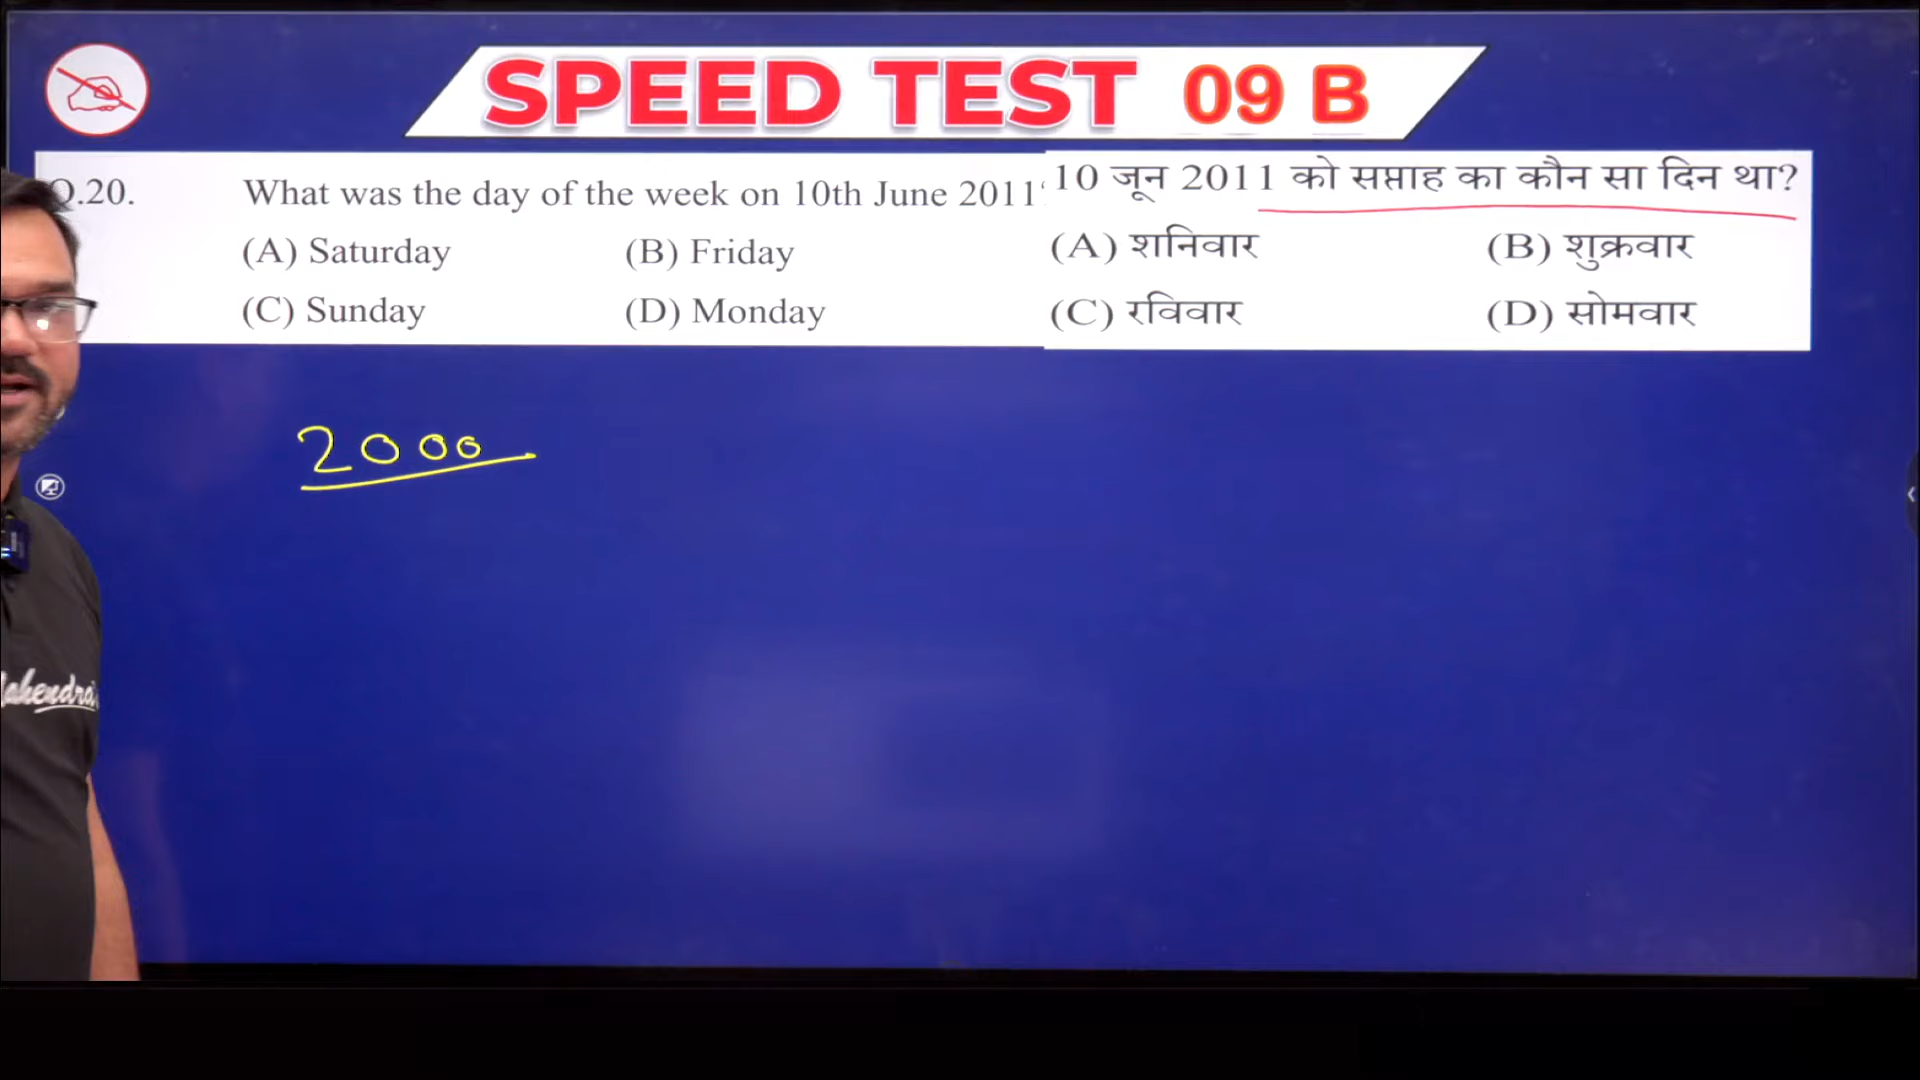 SPEED TEST 09 B
Q.20. What was the day of the week on 10th June 2011
(A) Saturday (B) Friday
(C) Sunday (D) Monday
10 जून 2011 को सप्ताह का कौन सा दिन था?
(A) शनिवार (B) शुक्रवार
(C) रविवार (D) सोमवार
2000